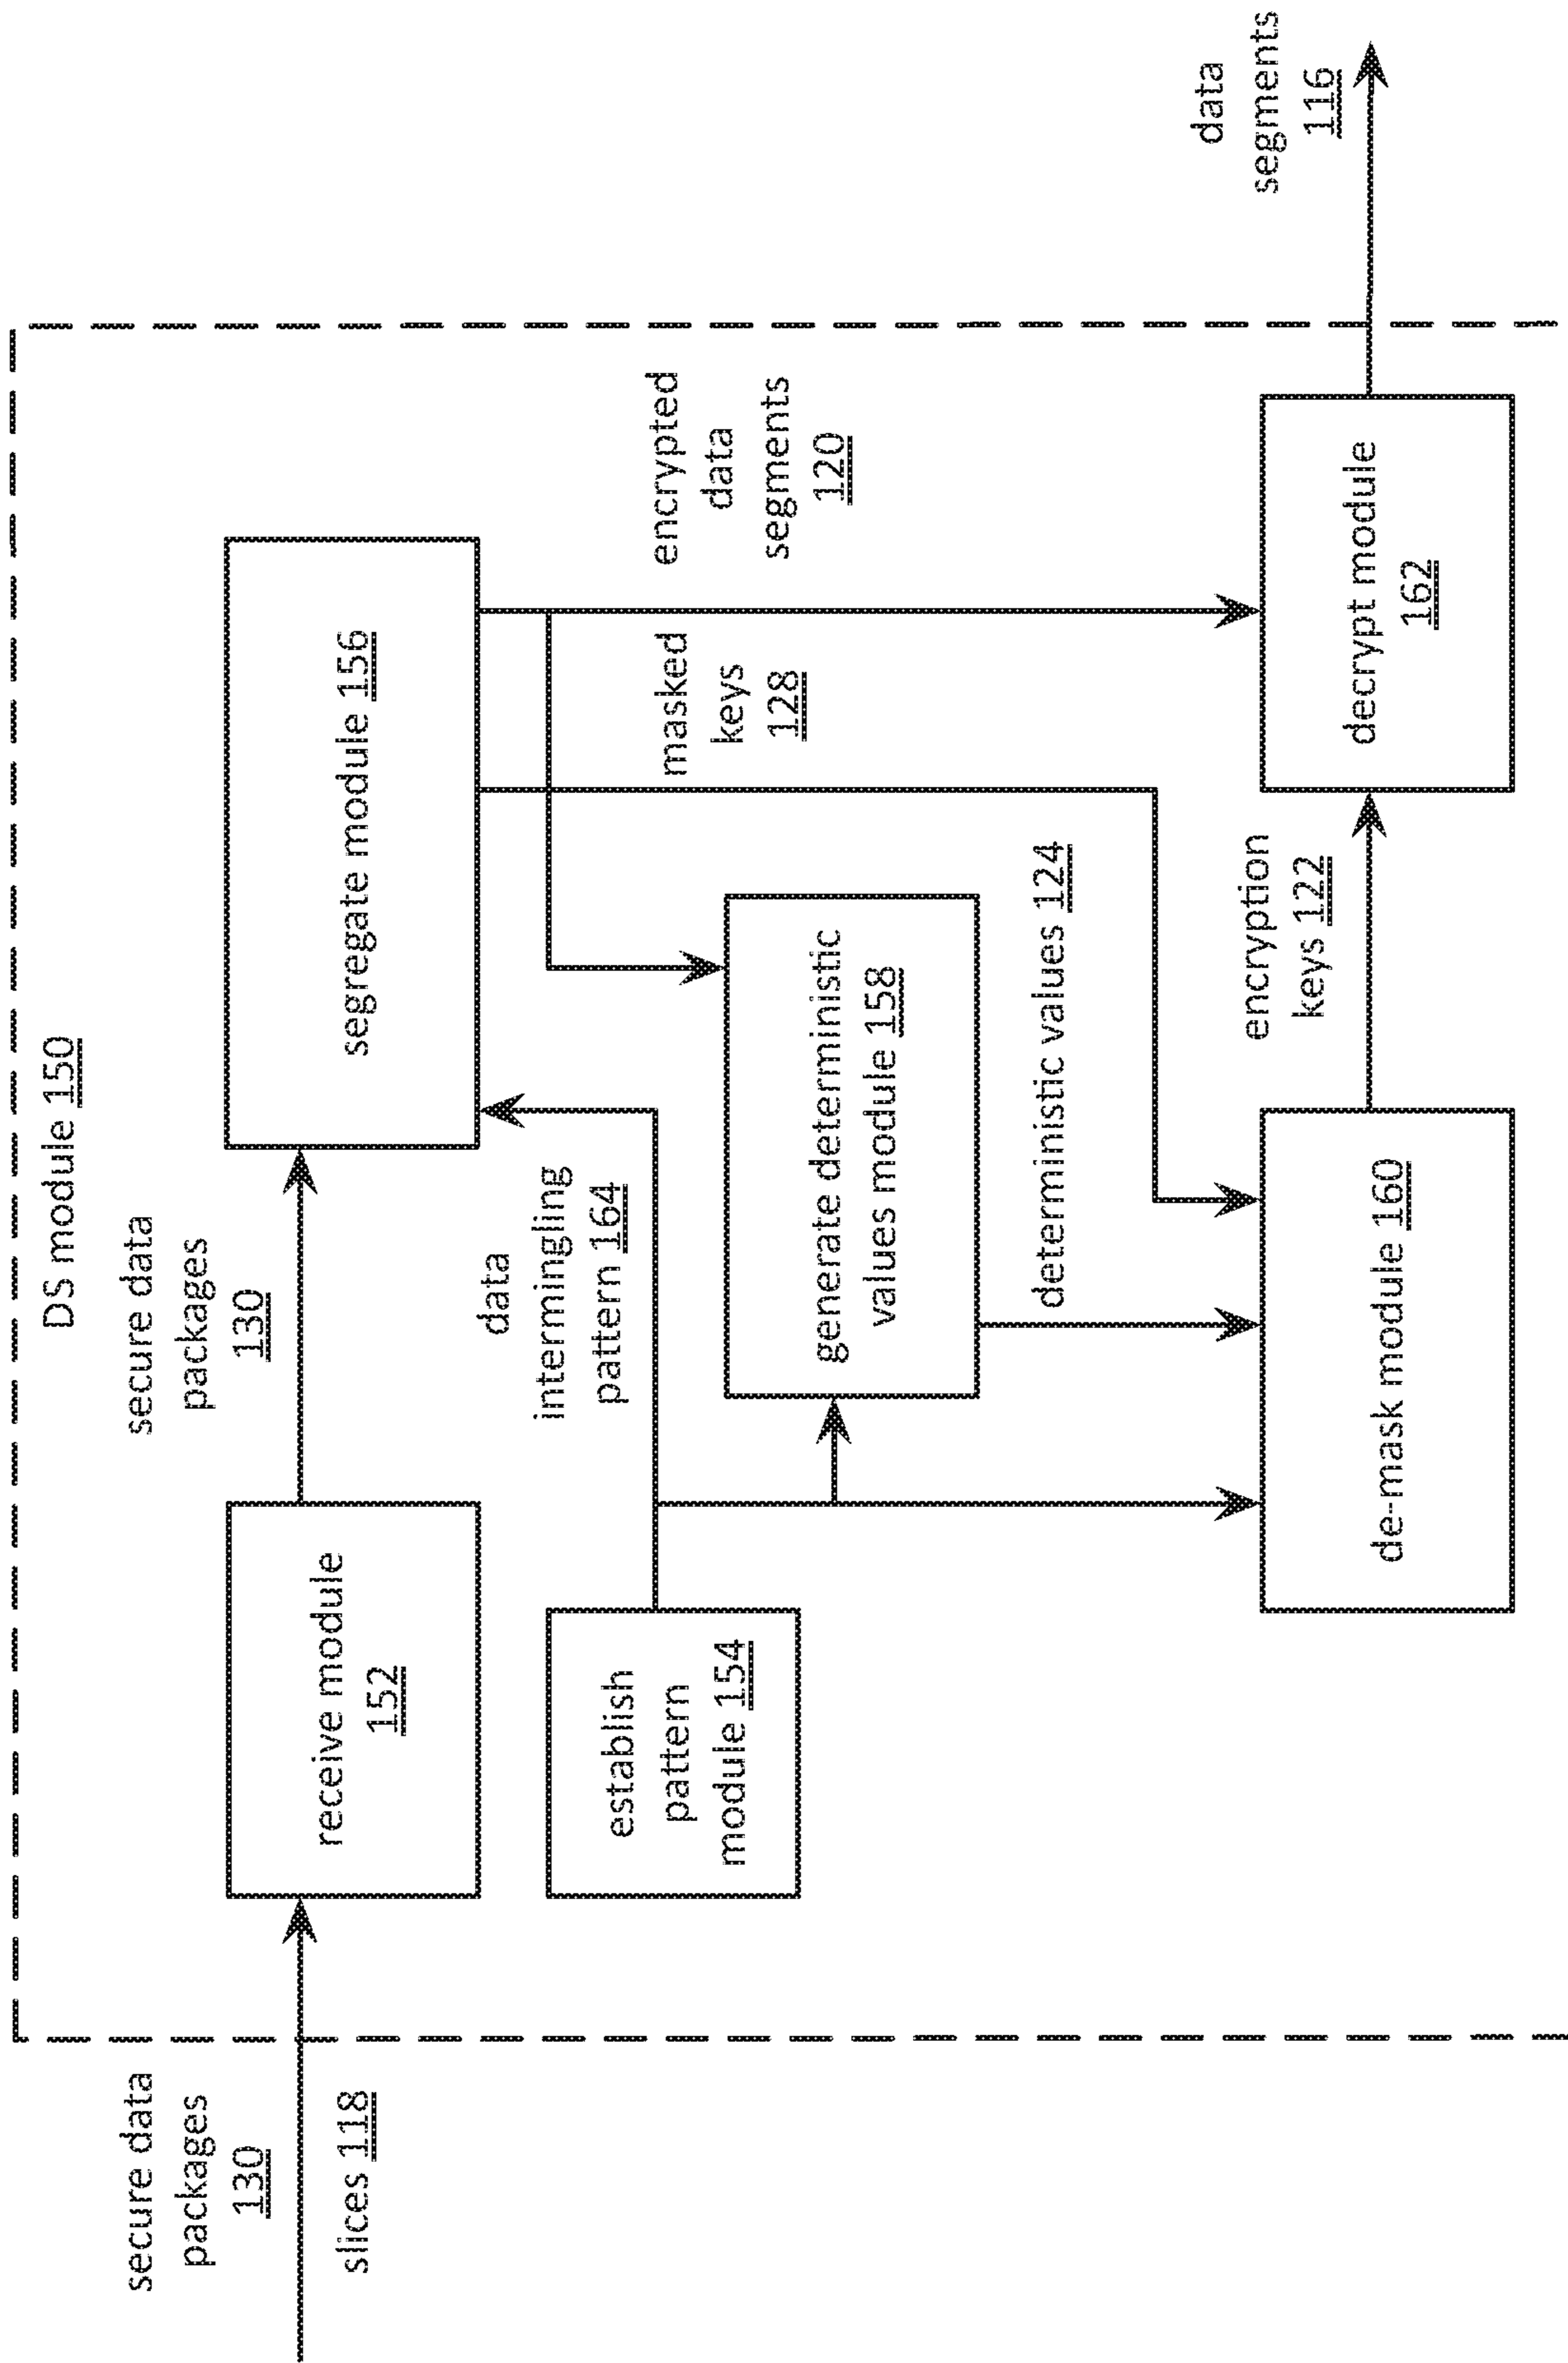 DS module 150
secure data
packages
130
slices 118
receive module
152
secure data
packages
130
segregate module 156
establish
pattern
module 154
data
intermingling
pattern 164
generate deterministic
values module 158
masked
keys
128
encrypted
data
segments
120
deterministic values 124
de-mask module 160
encryption
keys 122
decrypt module
162
data
segments
116